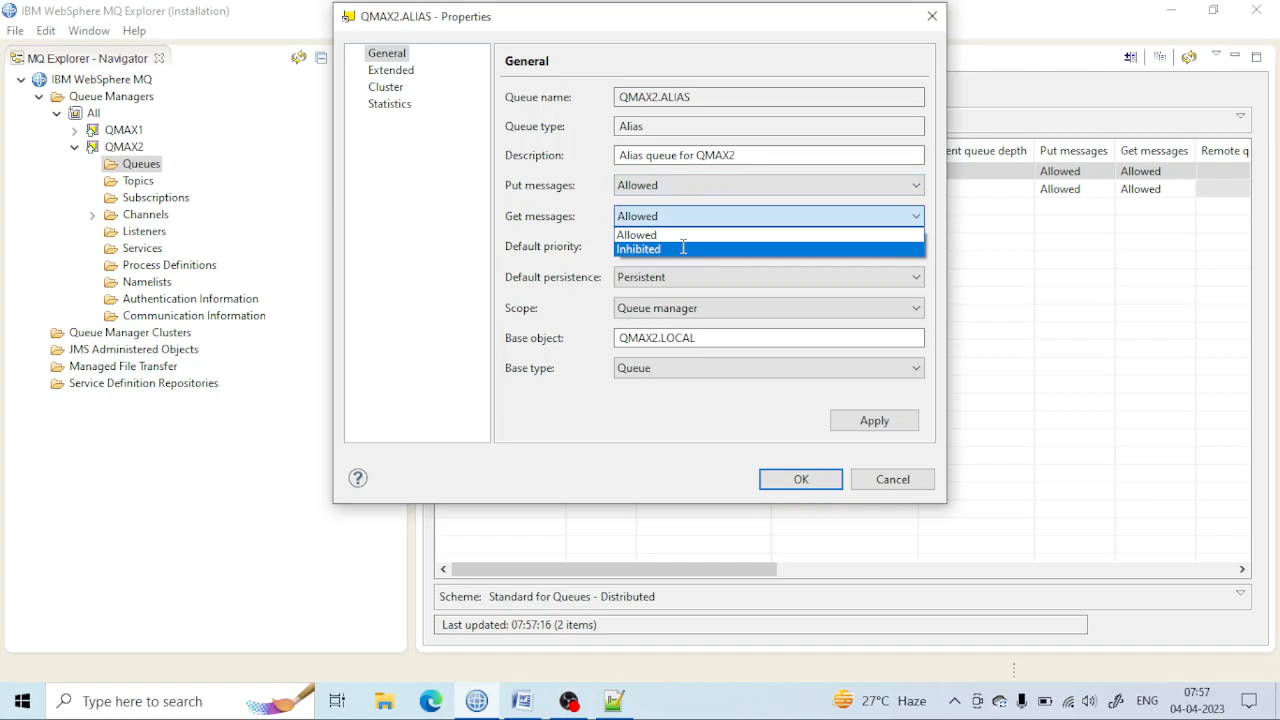 IBM WebSphere MQ Explorer (Installation)
File Edit Window Help
MQ Explorer - Navigator
IBM WebSphere MQ
Queue Managers
All
QMAX1
QMAX2
Queues
Topics
Subscriptions
Channels
Listeners
Services
Process Definitions
Namelists
Authentication Information
Communication Information
Queue Manager Clusters
JMS Administered Objects
Managed File Transfer
Service Definition Repositories
QMAX2.ALIAS - Properties
General
Extended
Cluster
Statistics
General
Queue name: QMAX2.ALIAS
Queue type: Alias
Description: Alias queue for QMAX2
Put messages: Allowed
Get messages: Allowed
Allowed
Inhibited
Default priority:
Default persistence: Persistent
Scope: Queue manager
Base object: QMAX2.LOCAL
Base type: Queue
Apply
OK Cancel
queue depth Put messages Get messages Remote q
Allowed Allowed
Allowed Allowed
Scheme: Standard for Queues - Distributed
Last updated: 07:57:16 (2 items)
Type here to search
27°C Haze
ENG
07:57
04-04-2023